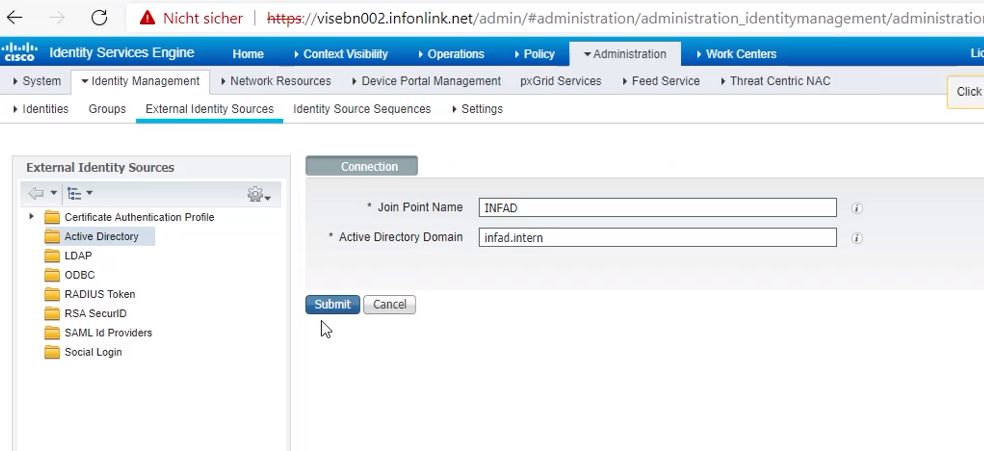 Nicht sicher | https://visebn002.infonlink.net/admin/#administration/administration_identitymanagement/administration
cisco Identity Services Engine Home Context Visibility Operations Policy Administration Work Centers
System Identity Management Network Resources Device Portal Management pxGrid Services Feed Service Threat Centric NAC
Click
Identities Groups External Identity Sources Identity Source Sequences Settings
External Identity Sources
Certificate Authentication Profile
Active Directory
LDAP
ODBC
RADIUS Token
RSA SecurID
SAML Id Providers
Social Login
Connection
* Join Point Name INFAD
* Active Directory Domain infad.intern
Submit Cancel